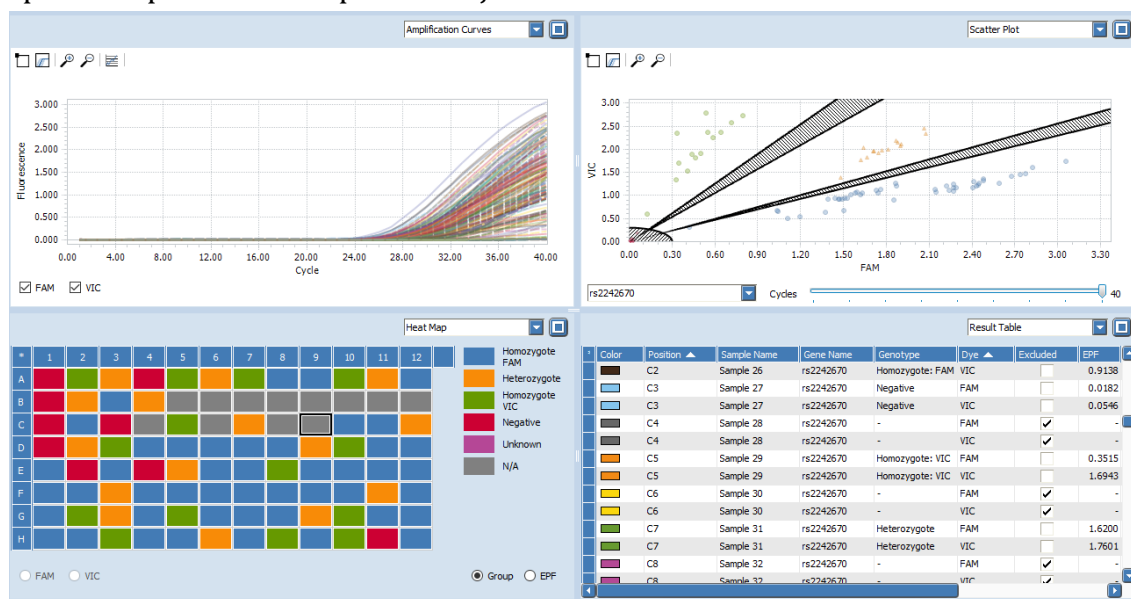 Amplification Curves
3.000
2.500
2.000
1.500
1.000
0.500
0.000
Fluorescence
0.00 4.00 8.00 12.00 16.00 20.00 24.00 28.00 32.00 36.00 40.00
Cycle
FAM VIC
Scatter Plot
3.00
2.50
2.00
1.50
1.00
0.50
0.00
VIC
0.00 0.30 0.60 0.90 1.20 1.50 1.80 2.10 2.40 2.70 3.00 3.30
FAM
rs2242670 Cycles 40
Heat Map
* 1 2 3 4 5 6 7 8 9 10 11 12
A
B
C
D
E
F
G
H
Homozygote
FAM
Heterozygote
Homozygote
VIC
Negative
Unknown
N/A
FAM VIC Group EPF
Result Table
Color Position Sample Name Gene Name Genotype Dye Excluded EPF
C2 Sample 26 rs2242670 Homozygote: FAM VIC 0.9138
C3 Sample 27 rs2242670 Negative FAM 0.0182
C3 Sample 27 rs2242670 Negative VIC 0.0546
C4 Sample 28 rs2242670 - FAM -
C4 Sample 28 rs2242670 - VIC -
C5 Sample 29 rs2242670 Homozygote: VIC FAM 0.3515
C5 Sample 29 rs2242670 Homozygote: VIC VIC 1.6943
C6 Sample 30 rs2242670 - FAM -
C6 Sample 30 rs2242670 - VIC -
C7 Sample 31 rs2242670 Heterozygote FAM 1.6200
C7 Sample 31 rs2242670 Heterozygote VIC 1.7601
C8 Sample 32 rs2242670 - FAM -
C8 Sample 32 rs2242670 - VIC -